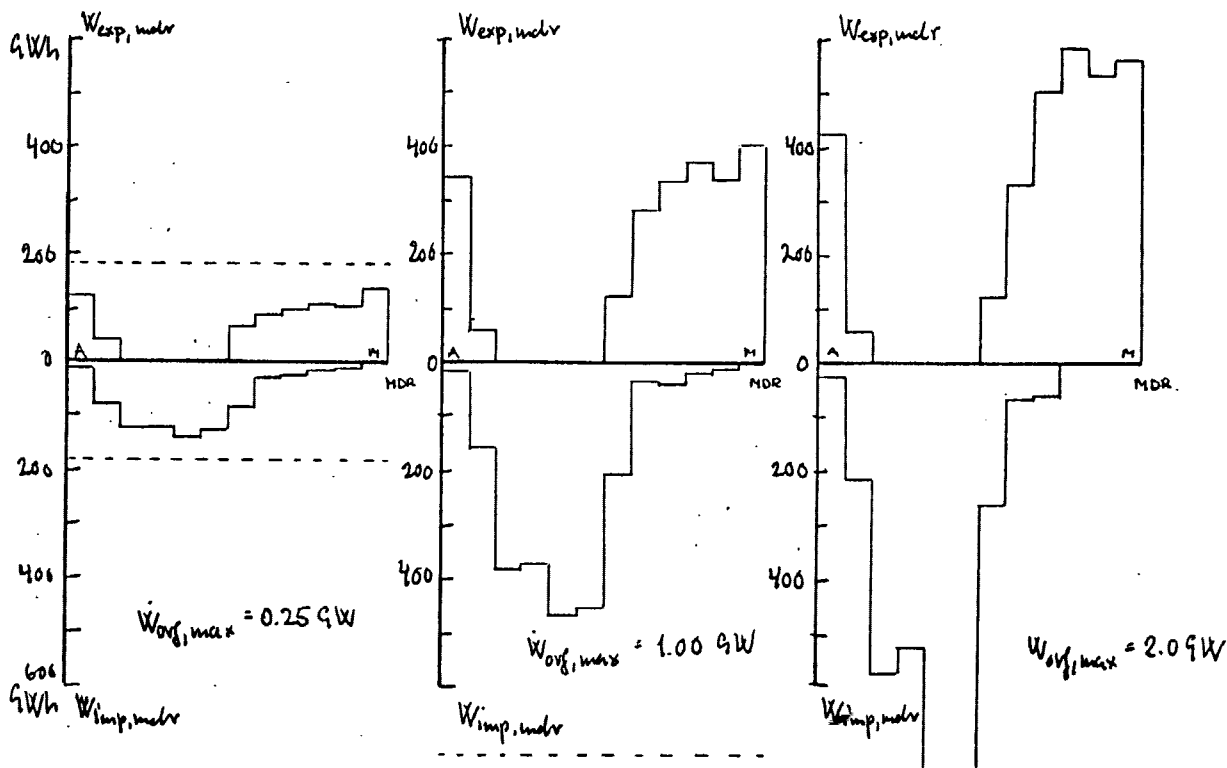 GWh
Wexp,mdr
400
200
0
A
M
MDR
200
400
600
GWh
Wimp,mdr
Ẇovf,max = 0.25 GW
Wexp,mdr
400
200
0
A
M
MDR
200
400
Ẇovf,max = 1.00 GW
Wimp,mdr
Wexp,mdr
400
200
0
A
M
MDR.
200
400
Ẇovf,max = 2.0 GW
Wimp,mdr